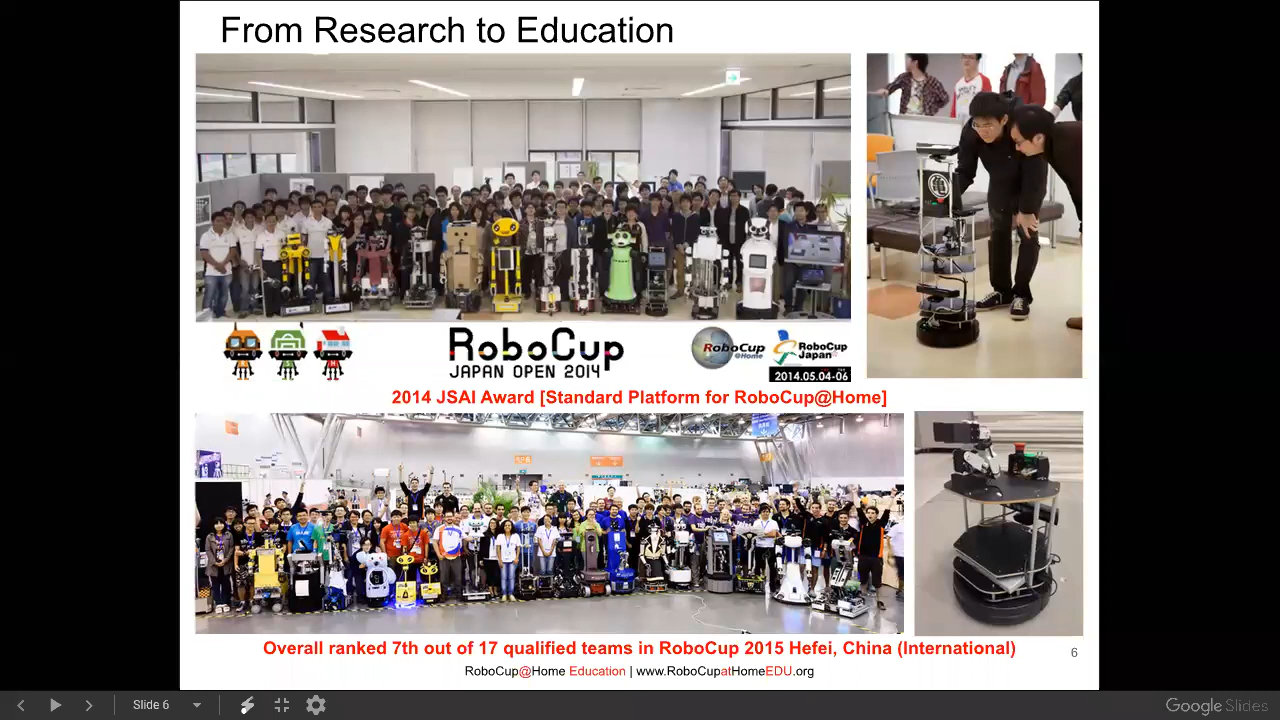 From Research to Education
RoboCup
JAPAN OPEN 2014
RoboCup
@Home
RoboCup
Japan
2014.05.04-06
2014 JSAI Award [Standard Platform for RoboCup@Home]
Overall ranked 7th out of 17 qualified teams in RoboCup 2015 Hefei, China (International)
6
RoboCup@Home Education | www.RoboCupatHomeEDU.org
Slide 6
Google Slides